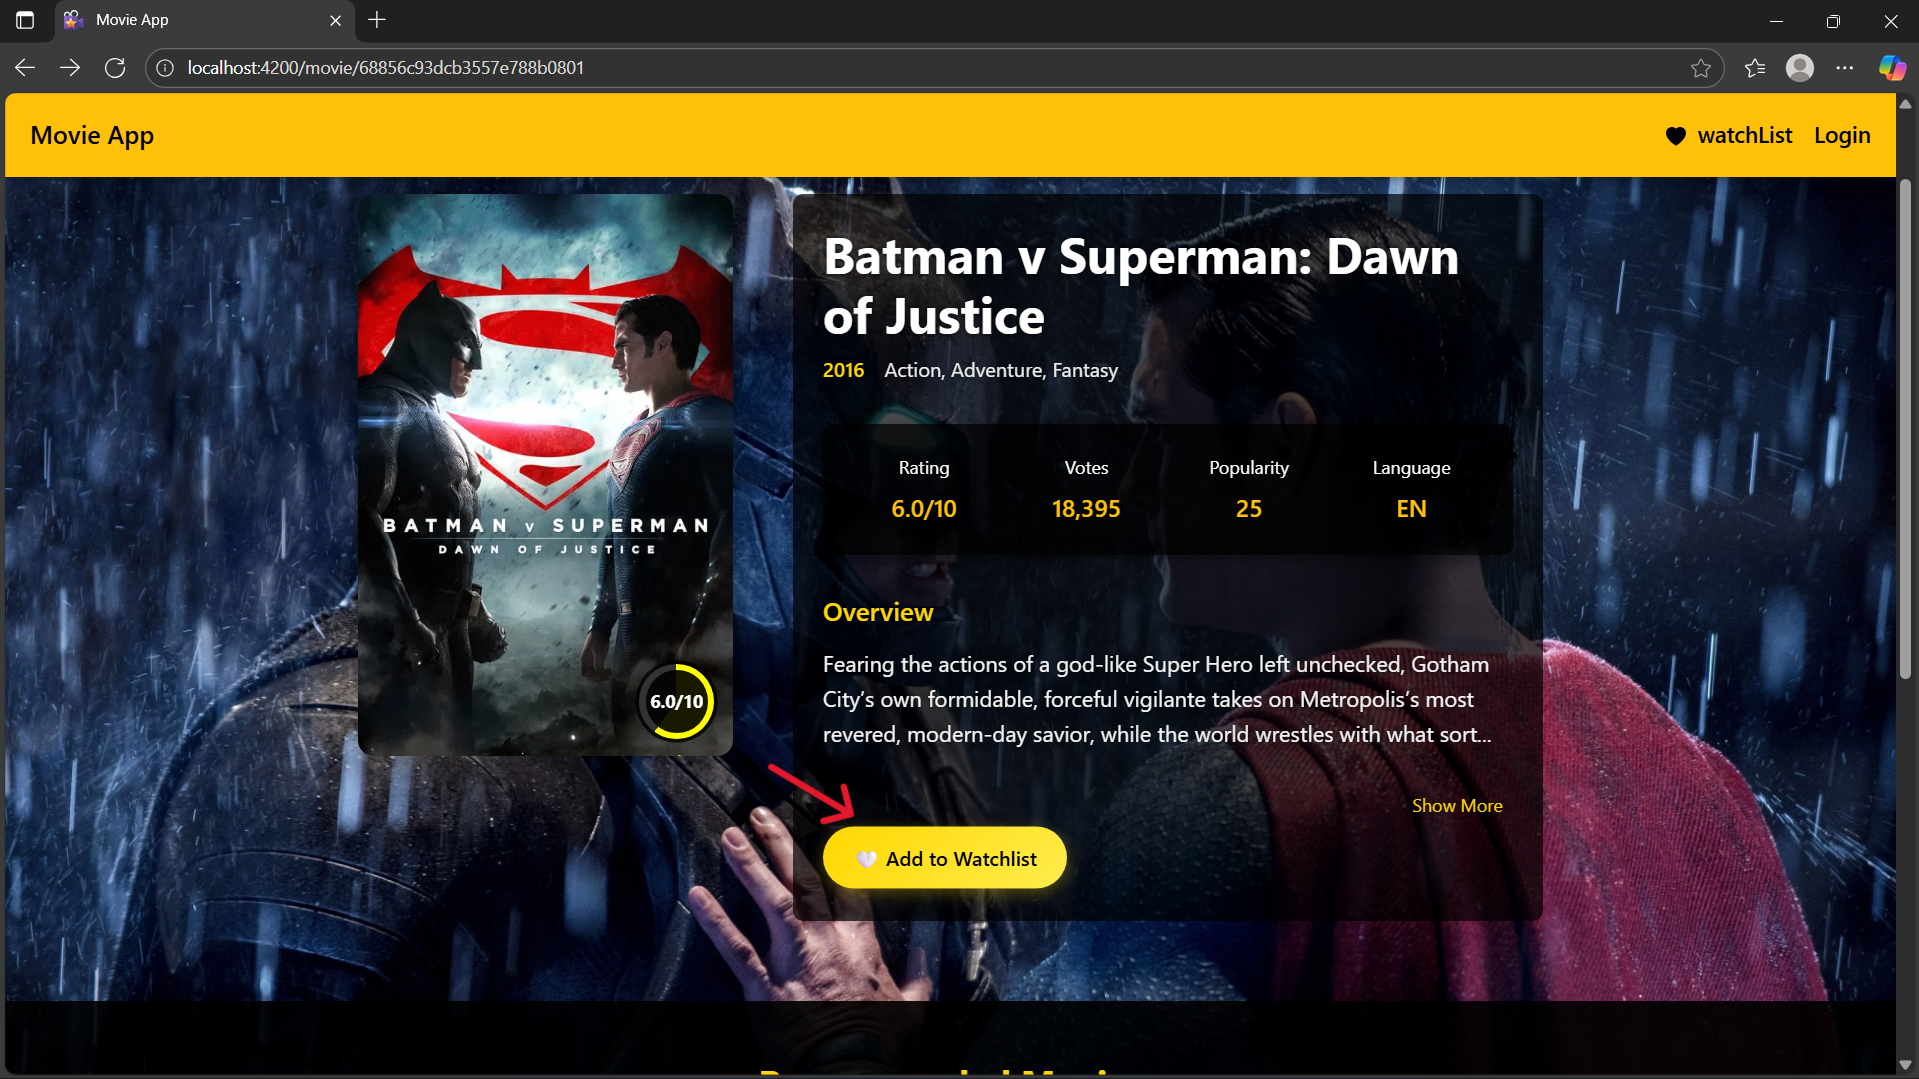 Movie App
localhost:4200/movie/68856c93dcb3557e788b0801
Movie App
watchList Login
BATMAN v SUPERMAN
DAWN OF JUSTICE
6.0/10
Batman v Superman: Dawn
of Justice
2016 Action, Adventure, Fantasy
Rating Votes Popularity Language
6.0/10 18,395 25 EN
Overview
Fearing the actions of a god-like Super Hero left unchecked, Gotham
City’s own formidable, forceful vigilante takes on Metropolis’s most
revered, modern-day savior, while the world wrestles with what sort...
Show More
Add to Watchlist